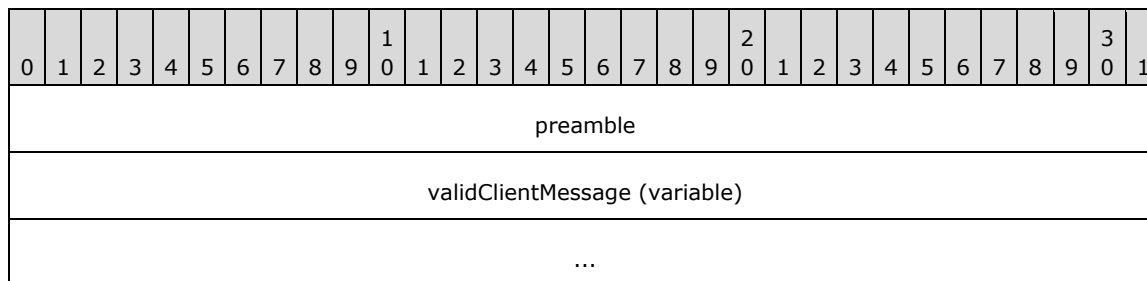 1 2 3
0 1 2 3 4 5 6 7 8 9 0 1 2 3 4 5 6 7 8 9 0 1 2 3 4 5 6 7 8 9 0 1
preamble
validClientMessage (variable)
...